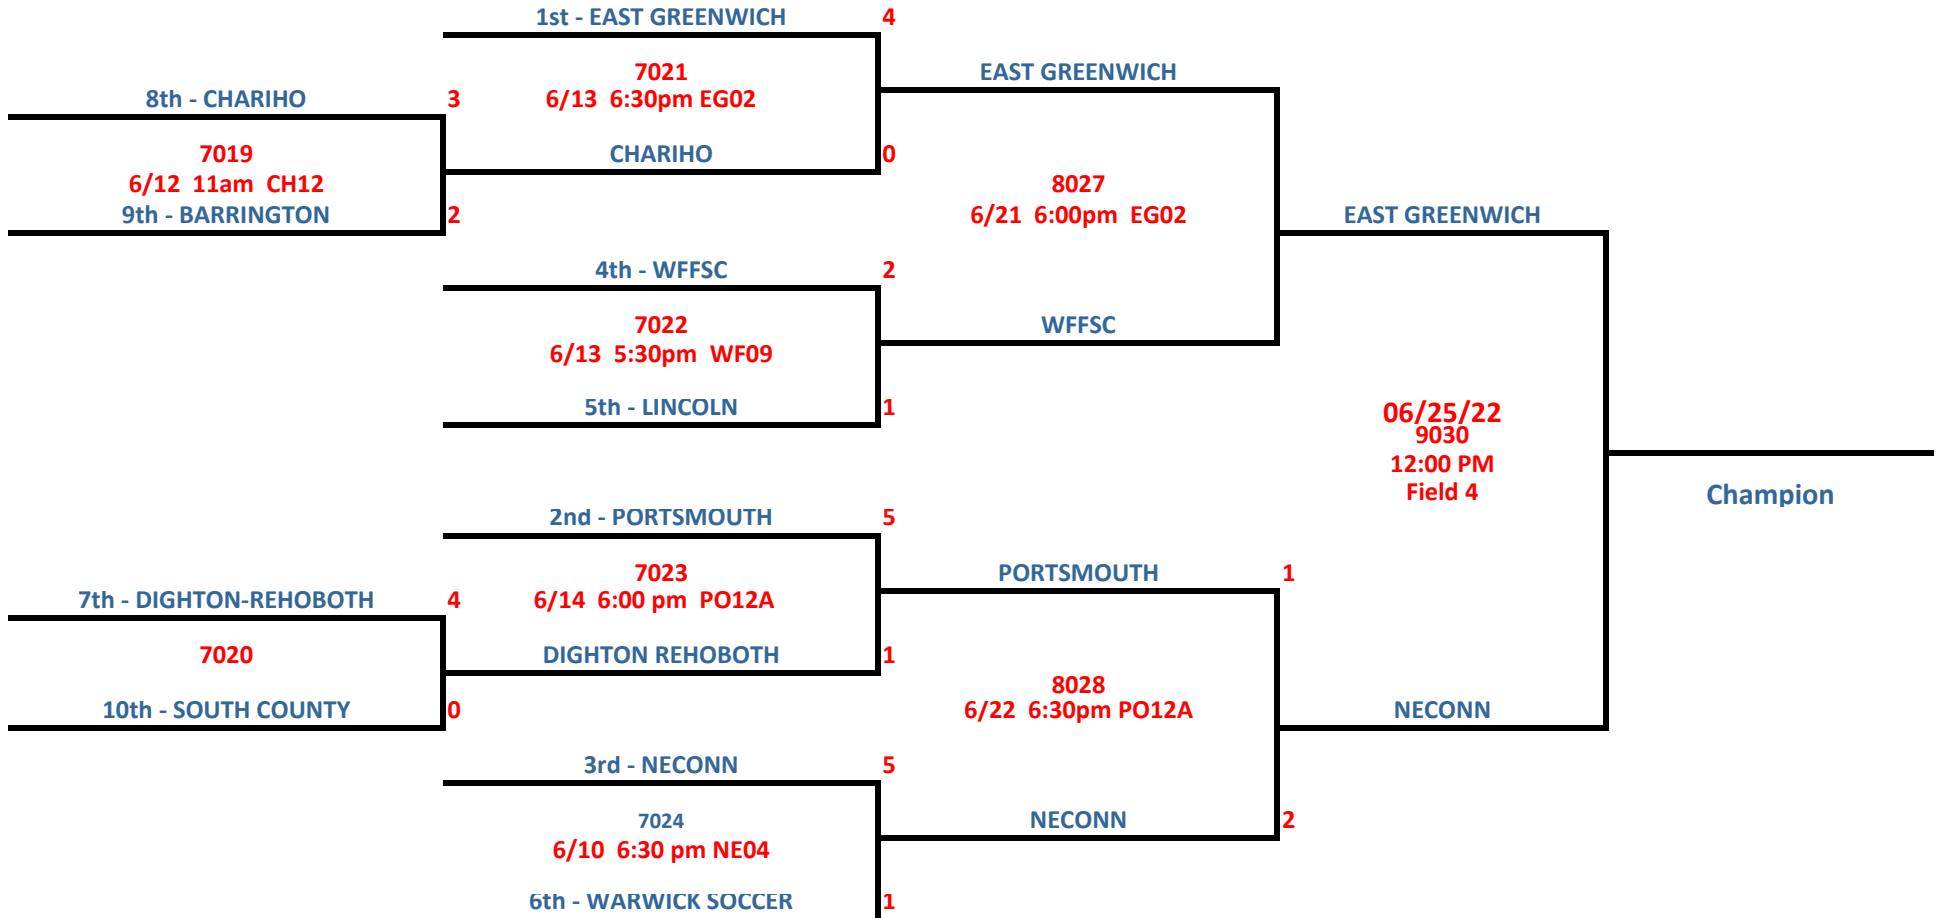 1st - EAST GREENWICH 4
7021 EAST GREENWICH
8th - CHARIHO 3 6/13 6:30pm EG02
7019 CHARIHO 0
6/12 11am CH12 8027
9th - BARRINGTON 2 6/21 6:00pm EG02 EAST GREENWICH
4th - WFFSC 2
7022 WFFSC
6/13 5:30pm WF09
5th - LINCOLN 1
06/25/22
9030
12:00 PM
Field 4
Champion
2nd - PORTSMOUTH 5
7023 PORTSMOUTH 1
7th - DIGHTON-REHOBOTH 4 6/14 6:00 pm PO12A
7020 DIGHTON REHOBOTH 1
8028
10th - SOUTH COUNTY 0 6/22 6:30pm PO12A NECONN
3rd - NECONN 5
7024 NECONN 2
6/10 6:30 pm NE04
6th - WARWICK SOCCER 1